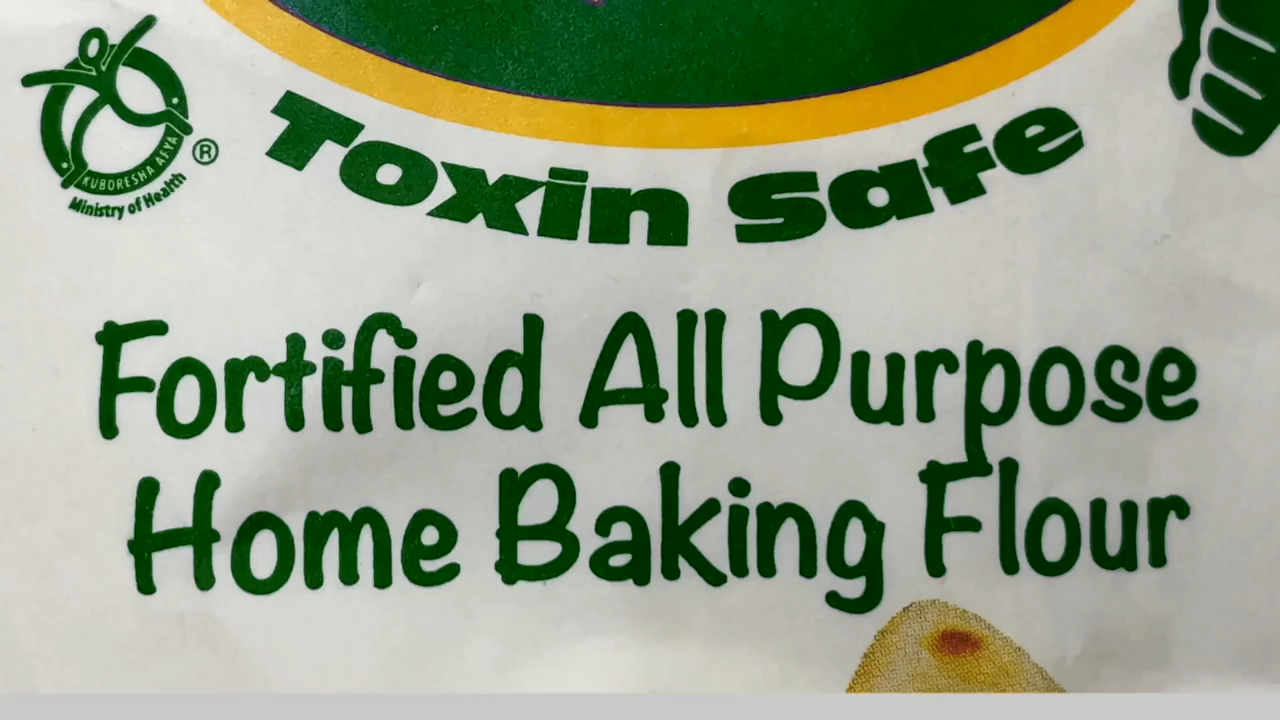 KUBORESHA AFYA
Ministry of Health
®
Toxin Safe
Fortified All Purpose
Home Baking Flour